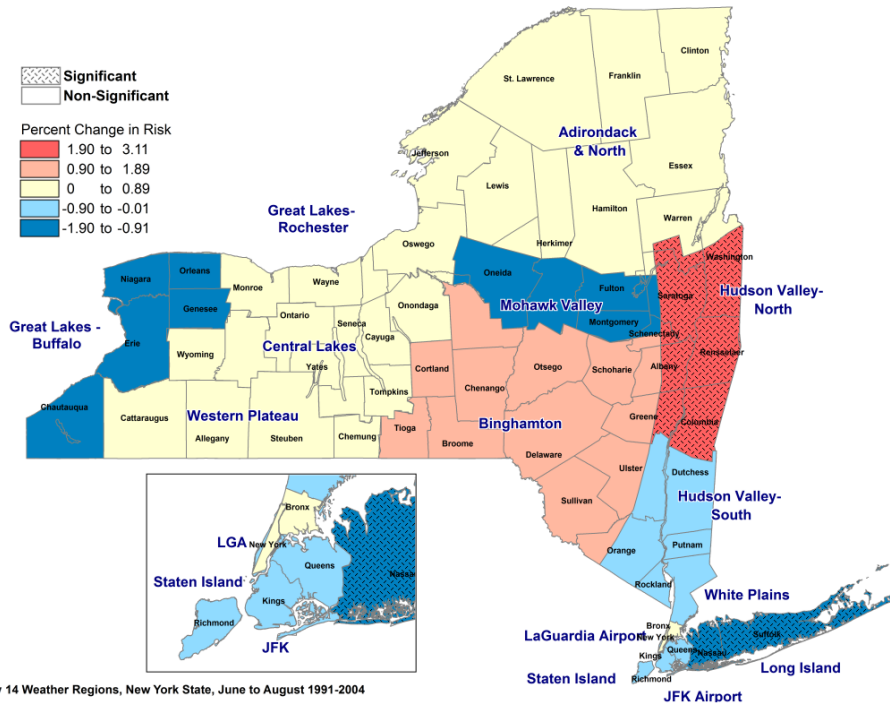 Significant
Non-Significant
Percent Change in Risk
1.90 to 3.11
0.90 to 1.89
0 to 0.89
-0.90 to -0.01
-1.90 to -0.91
Clinton
Franklin
St. Lawrence
Adirondack
& North
Jefferson
Essex
Lewis
Hamilton
Great Lakes-
Rochester
Warren
Oswego
Herkimer
Washington
Oneida
Niagara
Orleans
Monroe
Wayne
Fulton
Saratoga
Hudson Valley-
North
Genesee
Onondaga
Mohawk Valley
Ontario
Seneca
Montgomery
Great Lakes -
Buffalo
Erie
Central Lakes
Cayuga
Schenectady
Wyoming
Rensselaer
Yates
Cortland
Otsego
Schoharie
Albany
Tompkins
Chenango
Chautauqua
Cattaraugus
Western Plateau
Greene
Tioga
Binghamton
Columbia
Allegany
Steuben
Chemung
Broome
Delaware
Ulster
Dutchess
Sullivan
Hudson Valley-
South
Bronx
LGA
New York
Orange
Putnam
Queens
Staten Island
Nassau
Rockland
White Plains
Kings
Richmond
Bronx
LaGuardia Airport
New York
Suffolk
JFK
Kings
Queens
Nassau
Long Island
Staten Island
Richmond
14 Weather Regions, New York State, June to August 1991-2004
JFK Airport